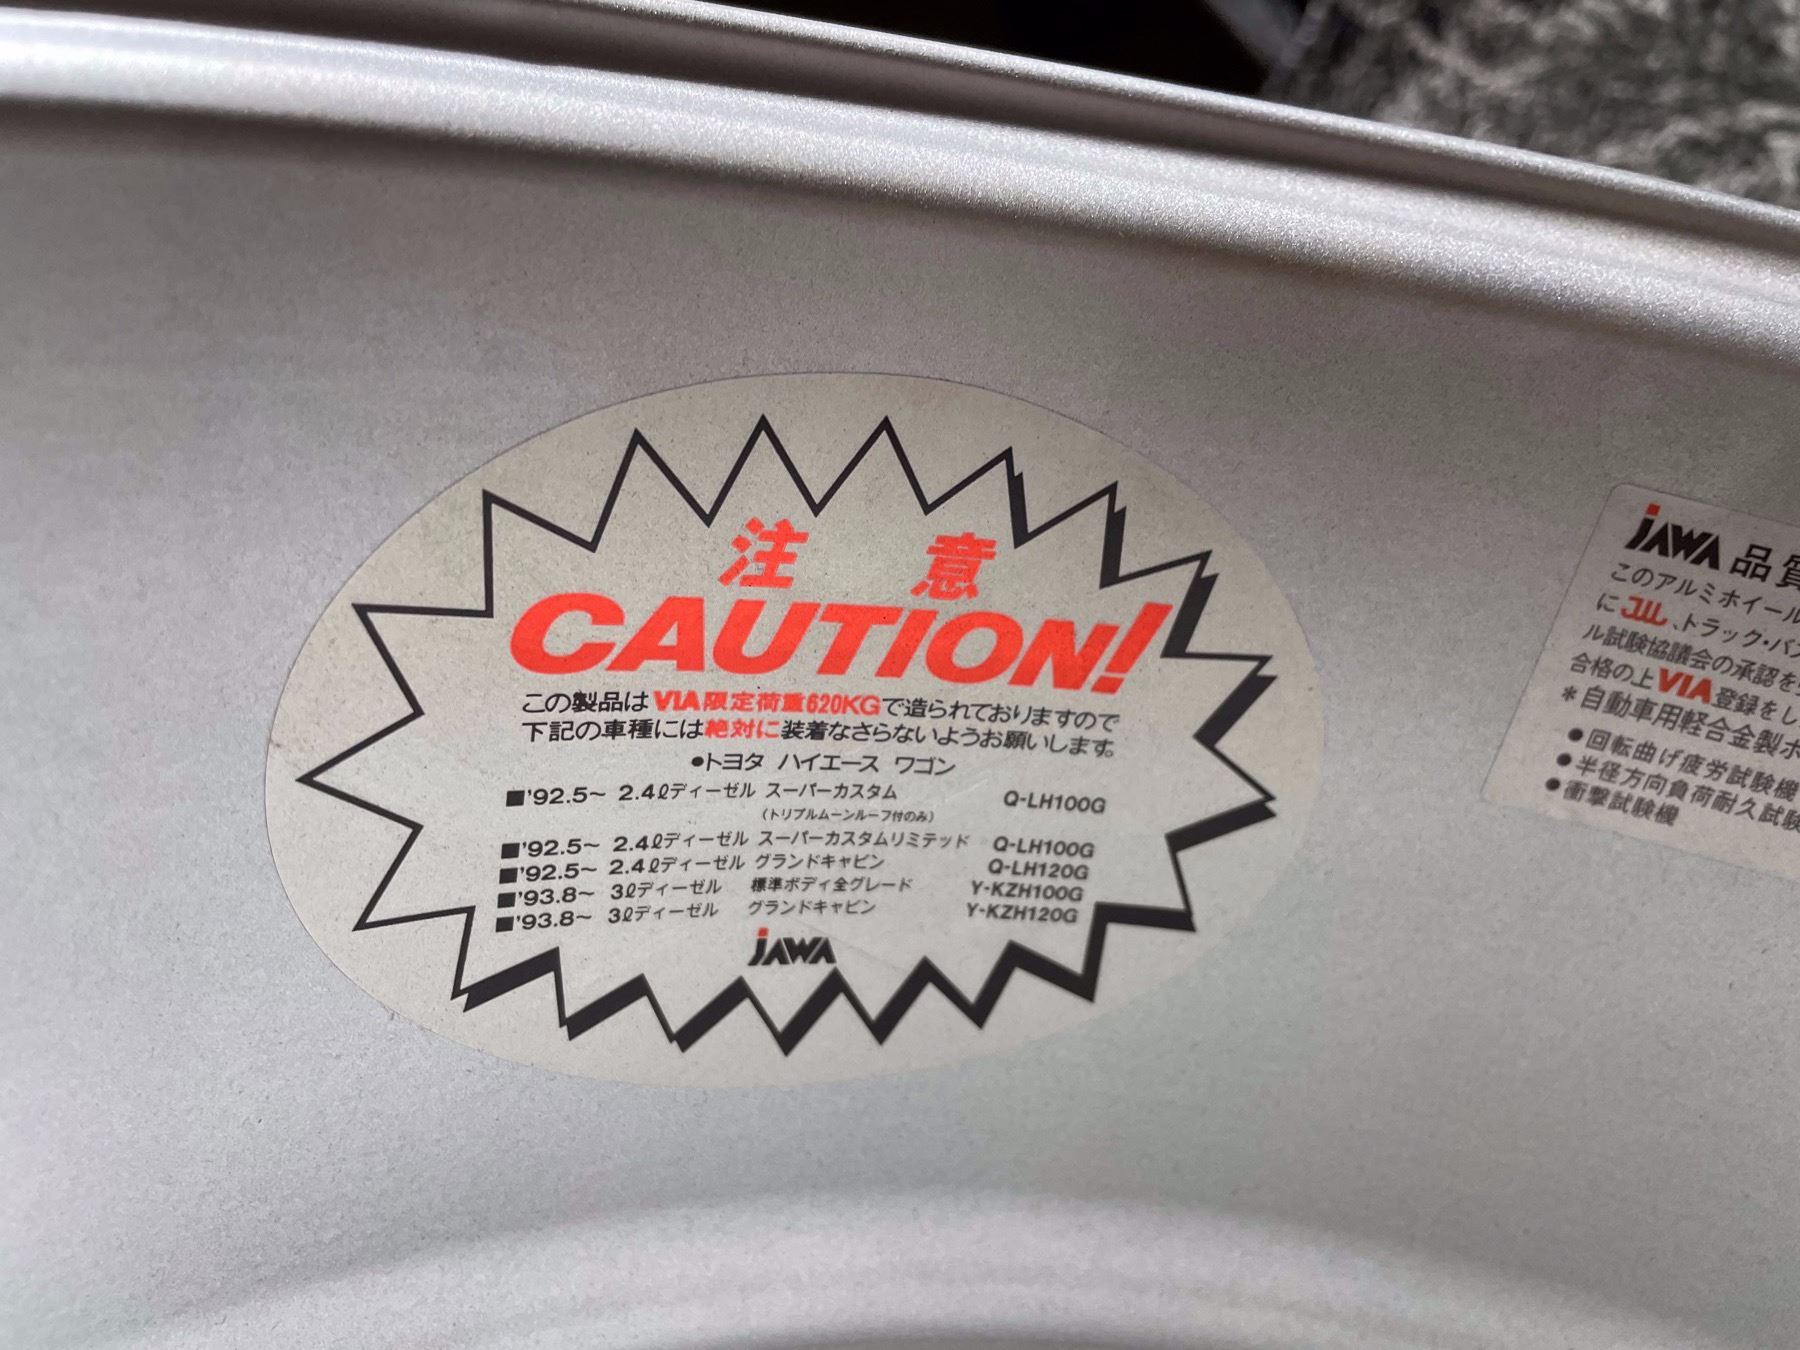 注意
CAUTION!
この製品はVIA限定荷重620KGで造られておりますので
下記の車種には絶対に装着なさらないようお願いします。
●トヨタ ハイエース ワゴン
■'92.5～ 2.4ℓディーゼル スーパーカスタム Q-LH100G
(トリプルムーンルーフ付のみ)
■'92.5～ 2.4ℓディーゼル スーパーカスタムリミテッド Q-LH100G
■'92.5～ 2.4ℓディーゼル グランドキャビン Q-LH120G
■'93.8～ 3ℓディーゼル 標準ボディ全グレード Y-KZH100G
■'93.8～ 3ℓディーゼル グランドキャビン Y-KZH120G
jAWA
jAWA 品質
このアルミホイール
にJWL、トラック・バス
ル試験協議会の承認を
合格の上VIA登録をし
＊自動車用軽合金製ホ
●回転曲げ疲労試験機
●半径方向負荷耐久試験
●衝撃試験機